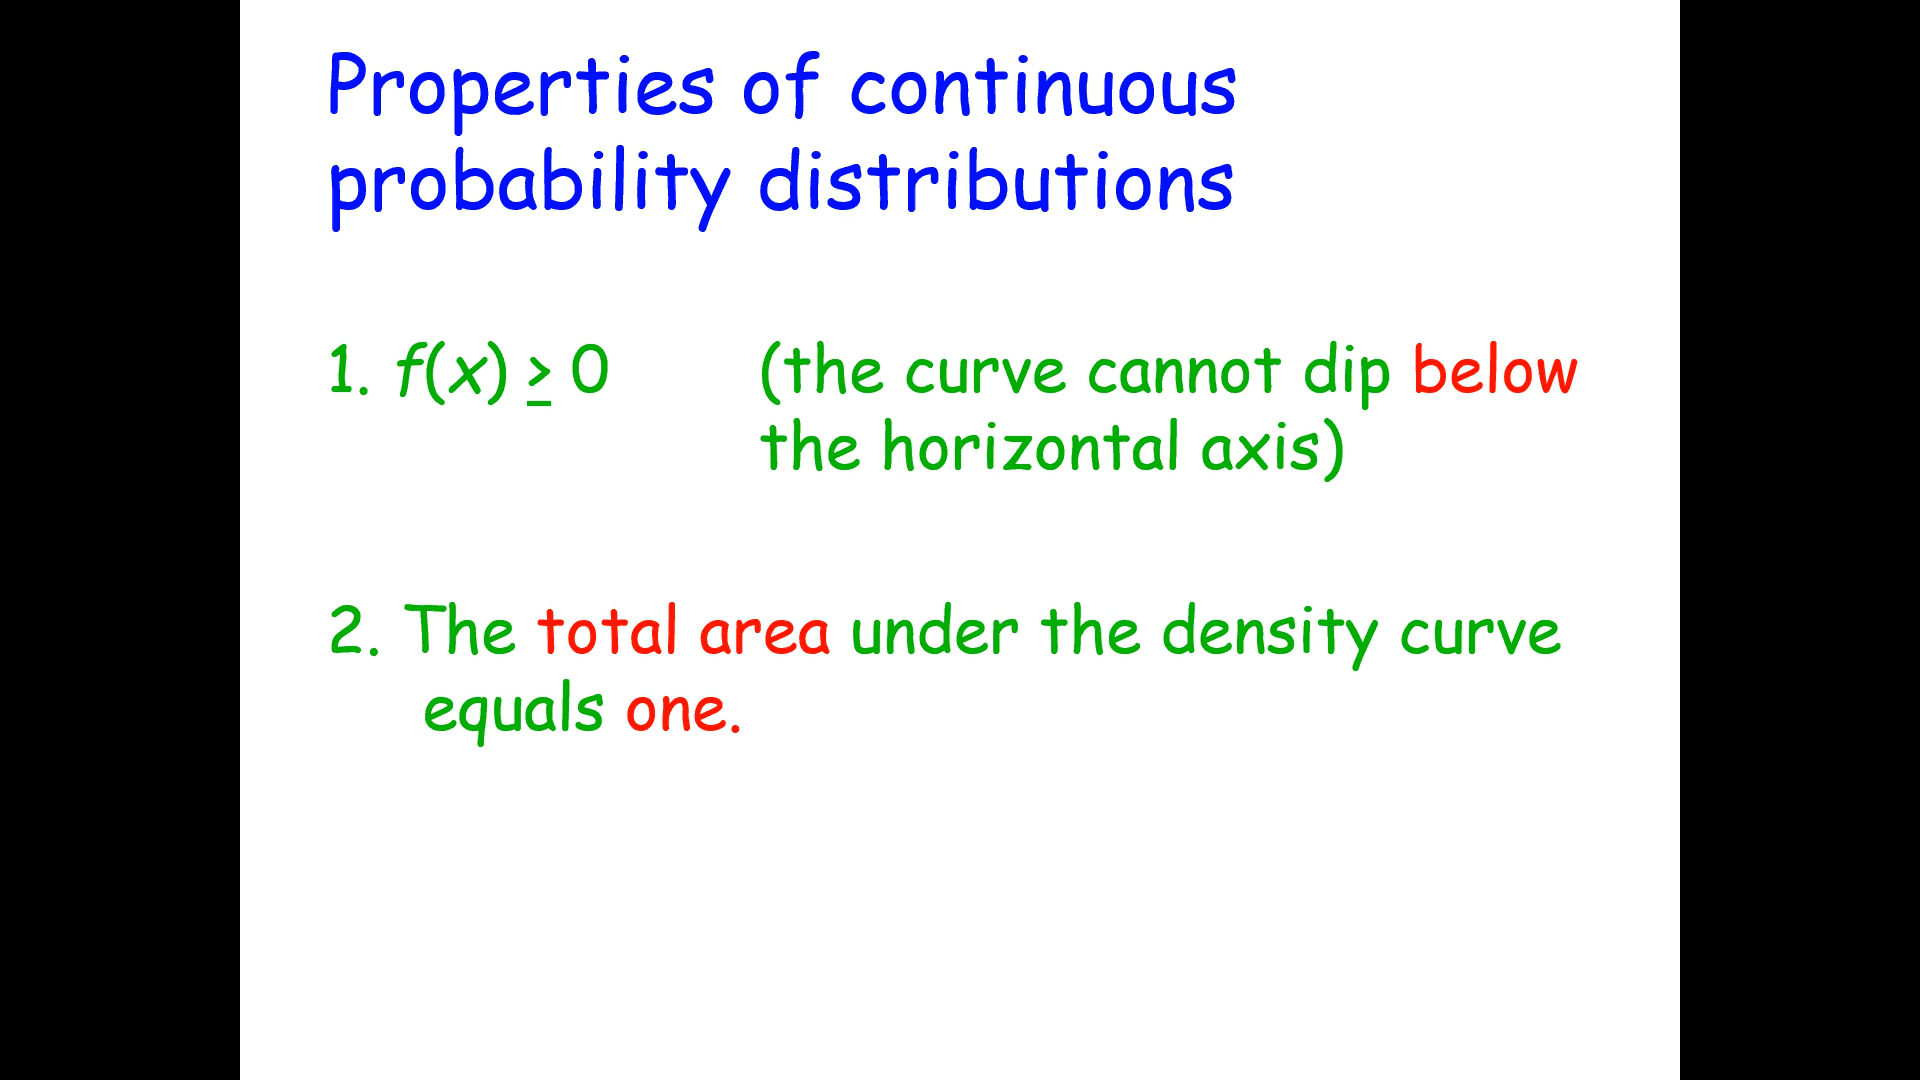 Properties of continuous
probability distributions
1. f(x) ≥ 0 (the curve cannot dip below
the horizontal axis)
2. The total area under the density curve
equals one.